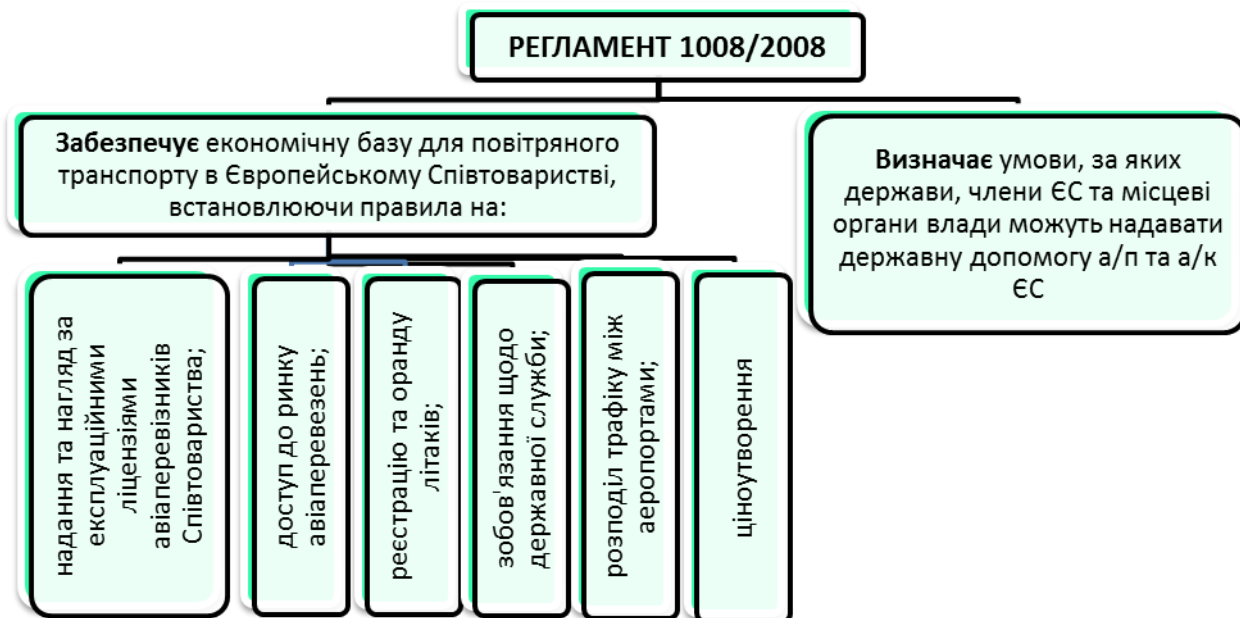 РЕГЛАМЕНТ 1008/2008
Забезпечує економічну базу для повітряного
транспорту в Європейському Співтоваристві,
встановлюючи правила на:
Визначає умови, за яких
держави, члени ЄС та місцеві
органи влади можуть надавати
державну допомогу а/п та а/к
ЄС
надання та нагляд за
експлуаційними
ліцензіями
авіаперевізників
Співтовариства;
доступ до ринку
авіаперевезень;
реєстрацію та оранду
літаків;
зобов'язання щодо
державної служби;
розподіл трафіку між
аеропортами;
ціноутворення